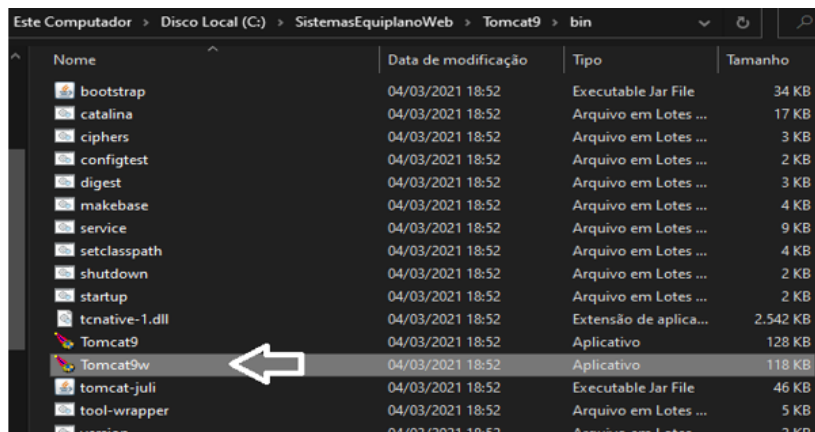 Este Computador > Disco Local (C:) > SistemasEquiplanoWeb > Tomcat9 > bin
Nome Data de modificação Tipo Tamanho
bootstrap 04/03/2021 18:52 Executable Jar File 34 KB
catalina 04/03/2021 18:52 Arquivo em Lotes ... 17 KB
ciphers 04/03/2021 18:52 Arquivo em Lotes ... 3 KB
configtest 04/03/2021 18:52 Arquivo em Lotes ... 2 KB
digest 04/03/2021 18:52 Arquivo em Lotes ... 3 KB
makebase 04/03/2021 18:52 Arquivo em Lotes ... 4 KB
service 04/03/2021 18:52 Arquivo em Lotes ... 9 KB
setclasspath 04/03/2021 18:52 Arquivo em Lotes ... 4 KB
shutdown 04/03/2021 18:52 Arquivo em Lotes ... 2 KB
startup 04/03/2021 18:52 Arquivo em Lotes ... 2 KB
tcnative-1.dll 04/03/2021 18:52 Extensão de aplica... 2.542 KB
Tomcat9 04/03/2021 18:52 Aplicativo 128 KB
Tomcat9w 04/03/2021 18:52 Aplicativo 118 KB
tomcat-juli 04/03/2021 18:52 Executable Jar File 46 KB
tool-wrapper 04/03/2021 18:52 Arquivo em Lotes ... 5 KB